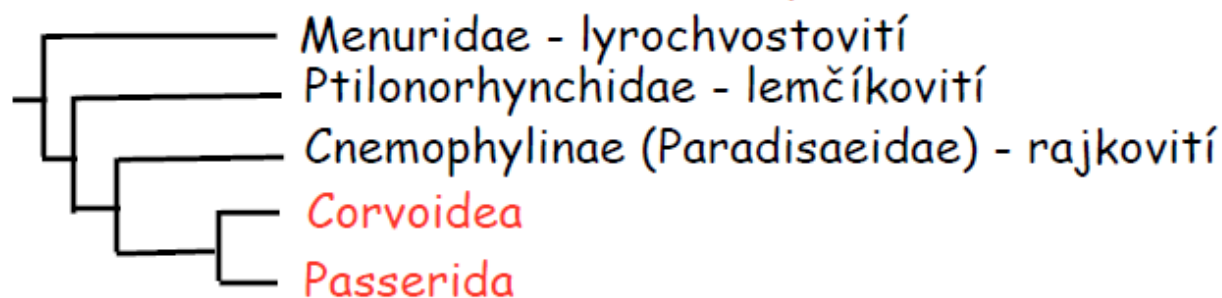 Menuridae - lyrochvostovití
Ptilonorhynchidae - lemčíkovití
Cnemophylinae (Paradisaeidae) - rajkovití
Corvoidea
Passerida